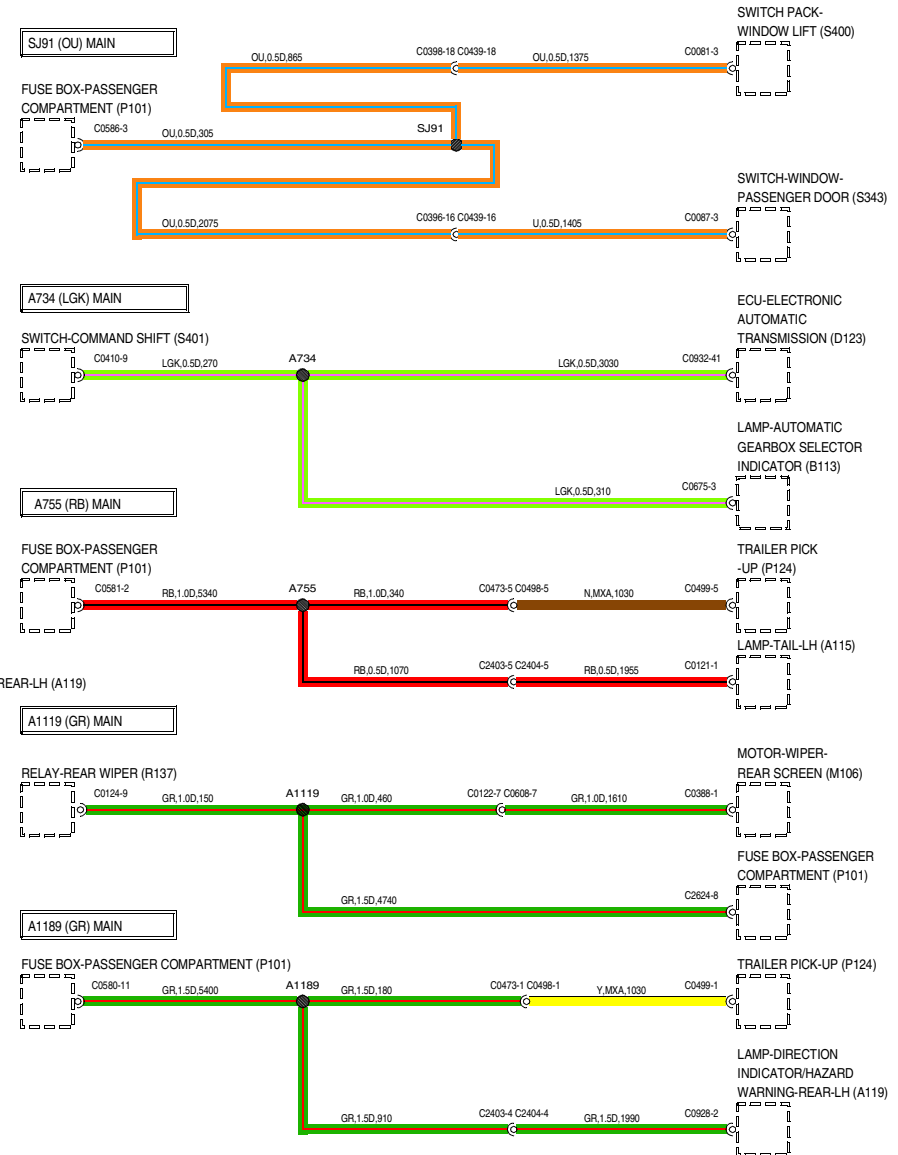 SWITCH PACK-
WINDOW LIFT (S400)
SJ91 (OU) MAIN
C0398-18 C0439-18
C0081-3
OU,0.5D,865
OU,0.5D,1375
FUSE BOX-PASSENGER
COMPARTMENT (P101)
C0586-3
OU,0.5D,305
SJ91
SWITCH-WINDOW-
PASSENGER DOOR (S343)
OU,0.5D,2075
C0396-16 C0439-16
U,0.5D,1405
C0087-3
A734 (LGK) MAIN
ECU-ELECTRONIC
AUTOMATIC
TRANSMISSION (D123)
SWITCH-COMMAND SHIFT (S401)
C0410-9
LGK,0.5D,270
A734
LGK,0.5D,3030
C0932-41
LAMP-AUTOMATIC
GEARBOX SELECTOR
INDICATOR (B113)
LGK,0.5D,310
C0675-3
A755 (RB) MAIN
FUSE BOX-PASSENGER
COMPARTMENT (P101)
TRAILER PICK
-UP (P124)
C0581-2
RB,1.0D,5340
A755
RB,1.0D,340
C0473-5 C0498-5
N,MXA,1030
C0499-5
LAMP-TAIL-LH (A115)
RB,0.5D,1070
C2403-5 C2404-5
RB,0.5D,1955
C0121-1
REAR-LH (A119)
A1119 (GR) MAIN
MOTOR-WIPER-
REAR SCREEN (M106)
RELAY-REAR WIPER (R137)
C0124-9
GR,1.0D,150
A1119
GR,1.0D,460
C0122-7 C0608-7
GR,1.0D,1610
C0388-1
FUSE BOX-PASSENGER
COMPARTMENT (P101)
GR,1.5D,4740
C2624-8
A1189 (GR) MAIN
FUSE BOX-PASSENGER COMPARTMENT (P101)
TRAILER PICK-UP (P124)
C0580-11
GR,1.5D,5400
A1189
GR,1.5D,180
C0473-1 C0498-1
Y,MXA,1030
C0499-1
LAMP-DIRECTION
INDICATOR/HAZARD
WARNING-REAR-LH (A119)
GR,1.5D,910
C2403-4 C2404-4
GR,1.5D,1990
C0928-2